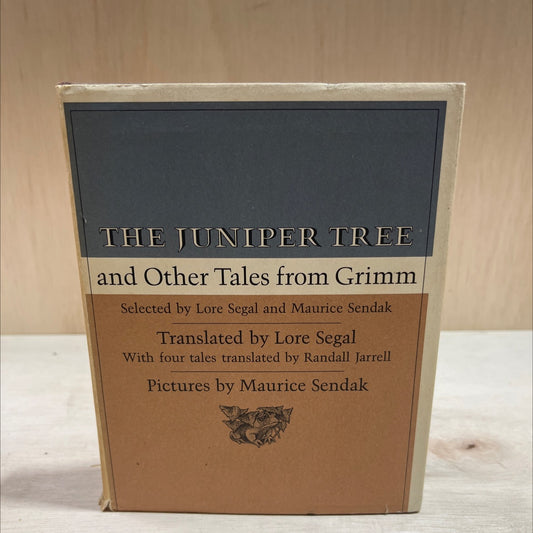 THE JUNIPER TREE
and Other Tales from Grimm
Selected by Lore Segal and Maurice Sendak
Translated by Lore Segal
With four tales translated by Randall Jarrell
Pictures by Maurice Sendak